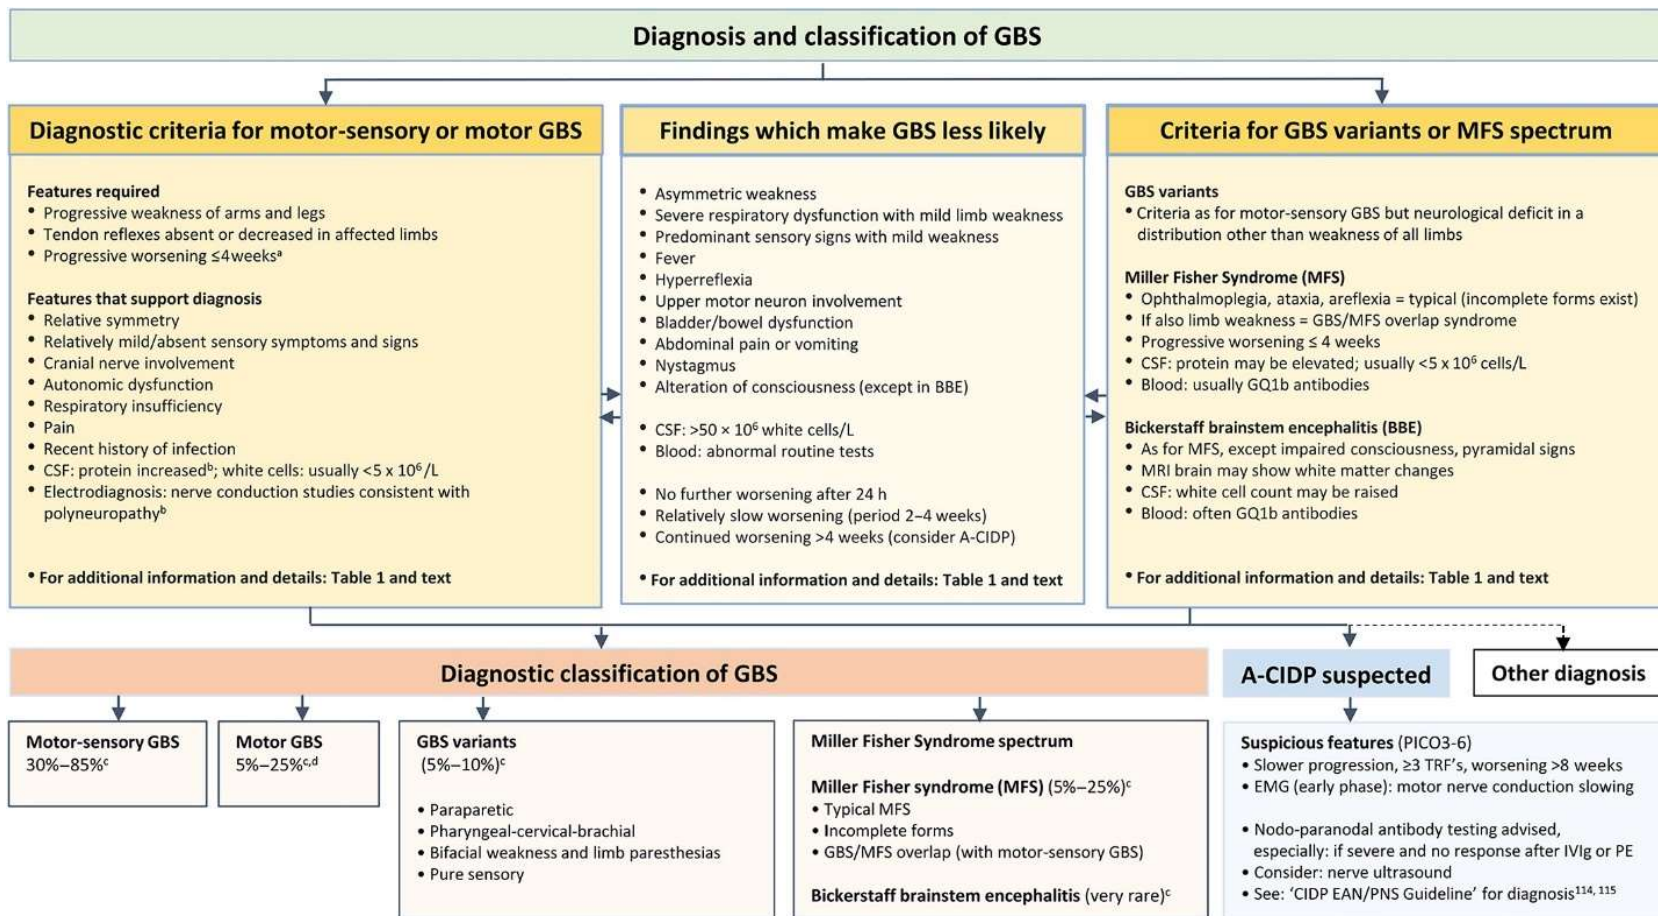 Diagnosis and classification of GBS
Diagnostic criteria for motor-sensory or motor GBS
Features required
• Progressive weakness of arms and legs
• Tendon reflexes absent or decreased in affected limbs
• Progressive worsening ≤4weeksᵃ
Features that support diagnosis
• Relative symmetry
• Relatively mild/absent sensory symptoms and signs
• Cranial nerve involvement
• Autonomic dysfunction
• Respiratory insufficiency
• Pain
• Recent history of infection
• CSF: protein increasedᵇ; white cells: usually <5 x 10⁶/L
• Electrodiagnosis: nerve conduction studies consistent with
polyneuropathyᵇ
• For additional information and details: Table 1 and text
Findings which make GBS less likely
• Asymmetric weakness
• Severe respiratory dysfunction with mild limb weakness
• Predominant sensory signs with mild weakness
• Fever
• Hyperreflexia
• Upper motor neuron involvement
• Bladder/bowel dysfunction
• Abdominal pain or vomiting
• Nystagmus
• Alteration of consciousness (except in BBE)
• CSF: >50 × 10⁶ white cells/L
• Blood: abnormal routine tests
• No further worsening after 24 h
• Relatively slow worsening (period 2–4 weeks)
• Continued worsening >4 weeks (consider A-CIDP)
• For additional information and details: Table 1 and text
Criteria for GBS variants or MFS spectrum
GBS variants
• Criteria as for motor-sensory GBS but neurological deficit in a
distribution other than weakness of all limbs
Miller Fisher Syndrome (MFS)
• Ophthalmoplegia, ataxia, areflexia = typical (incomplete forms exist)
• If also limb weakness = GBS/MFS overlap syndrome
• Progressive worsening ≤ 4 weeks
• CSF: protein may be elevated; usually <5 x 10⁶ cells/L
• Blood: usually GQ1b antibodies
Bickerstaff brainstem encephalitis (BBE)
• As for MFS, except impaired consciousness, pyramidal signs
• MRI brain may show white matter changes
• CSF: white cell count may be raised
• Blood: often GQ1b antibodies
• For additional information and details: Table 1 and text
Diagnostic classification of GBS
A-CIDP suspected
Other diagnosis
Motor-sensory GBS
30%–85%ᶜ
Motor GBS
5%–25%ᶜ,ᵈ
GBS variants
(5%–10%)ᶜ
• Paraparetic
• Pharyngeal-cervical-brachial
• Bifacial weakness and limb paresthesias
• Pure sensory
Miller Fisher Syndrome spectrum
Miller Fisher syndrome (MFS) (5%–25%)ᶜ
• Typical MFS
• Incomplete forms
• GBS/MFS overlap (with motor-sensory GBS)
Bickerstaff brainstem encephalitis (very rare)ᶜ
Suspicious features (PICO3-6)
• Slower progression, ≥3 TRF's, worsening >8 weeks
• EMG (early phase): motor nerve conduction slowing
• Nodo-paranodal antibody testing advised,
especially: if severe and no response after IVIg or PE
• Consider: nerve ultrasound
• See: 'CIDP EAN/PNS Guideline' for diagnosis¹¹⁴, ¹¹⁵